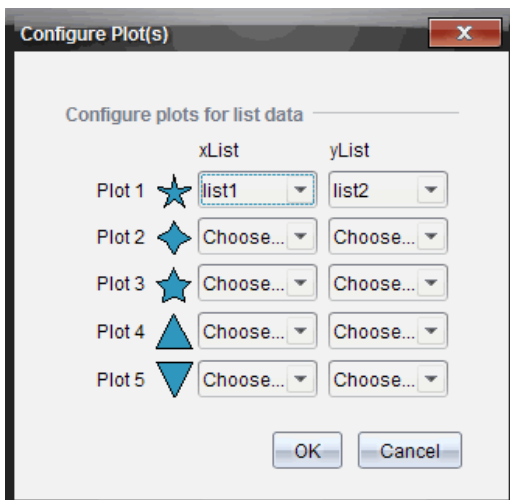 Configure Plot(s)
x
Configure plots for list data
xList yList
Plot 1 list1 list2
Plot 2 Choose... Choose...
Plot 3 Choose... Choose...
Plot 4 Choose... Choose...
Plot 5 Choose... Choose...
OK Cancel